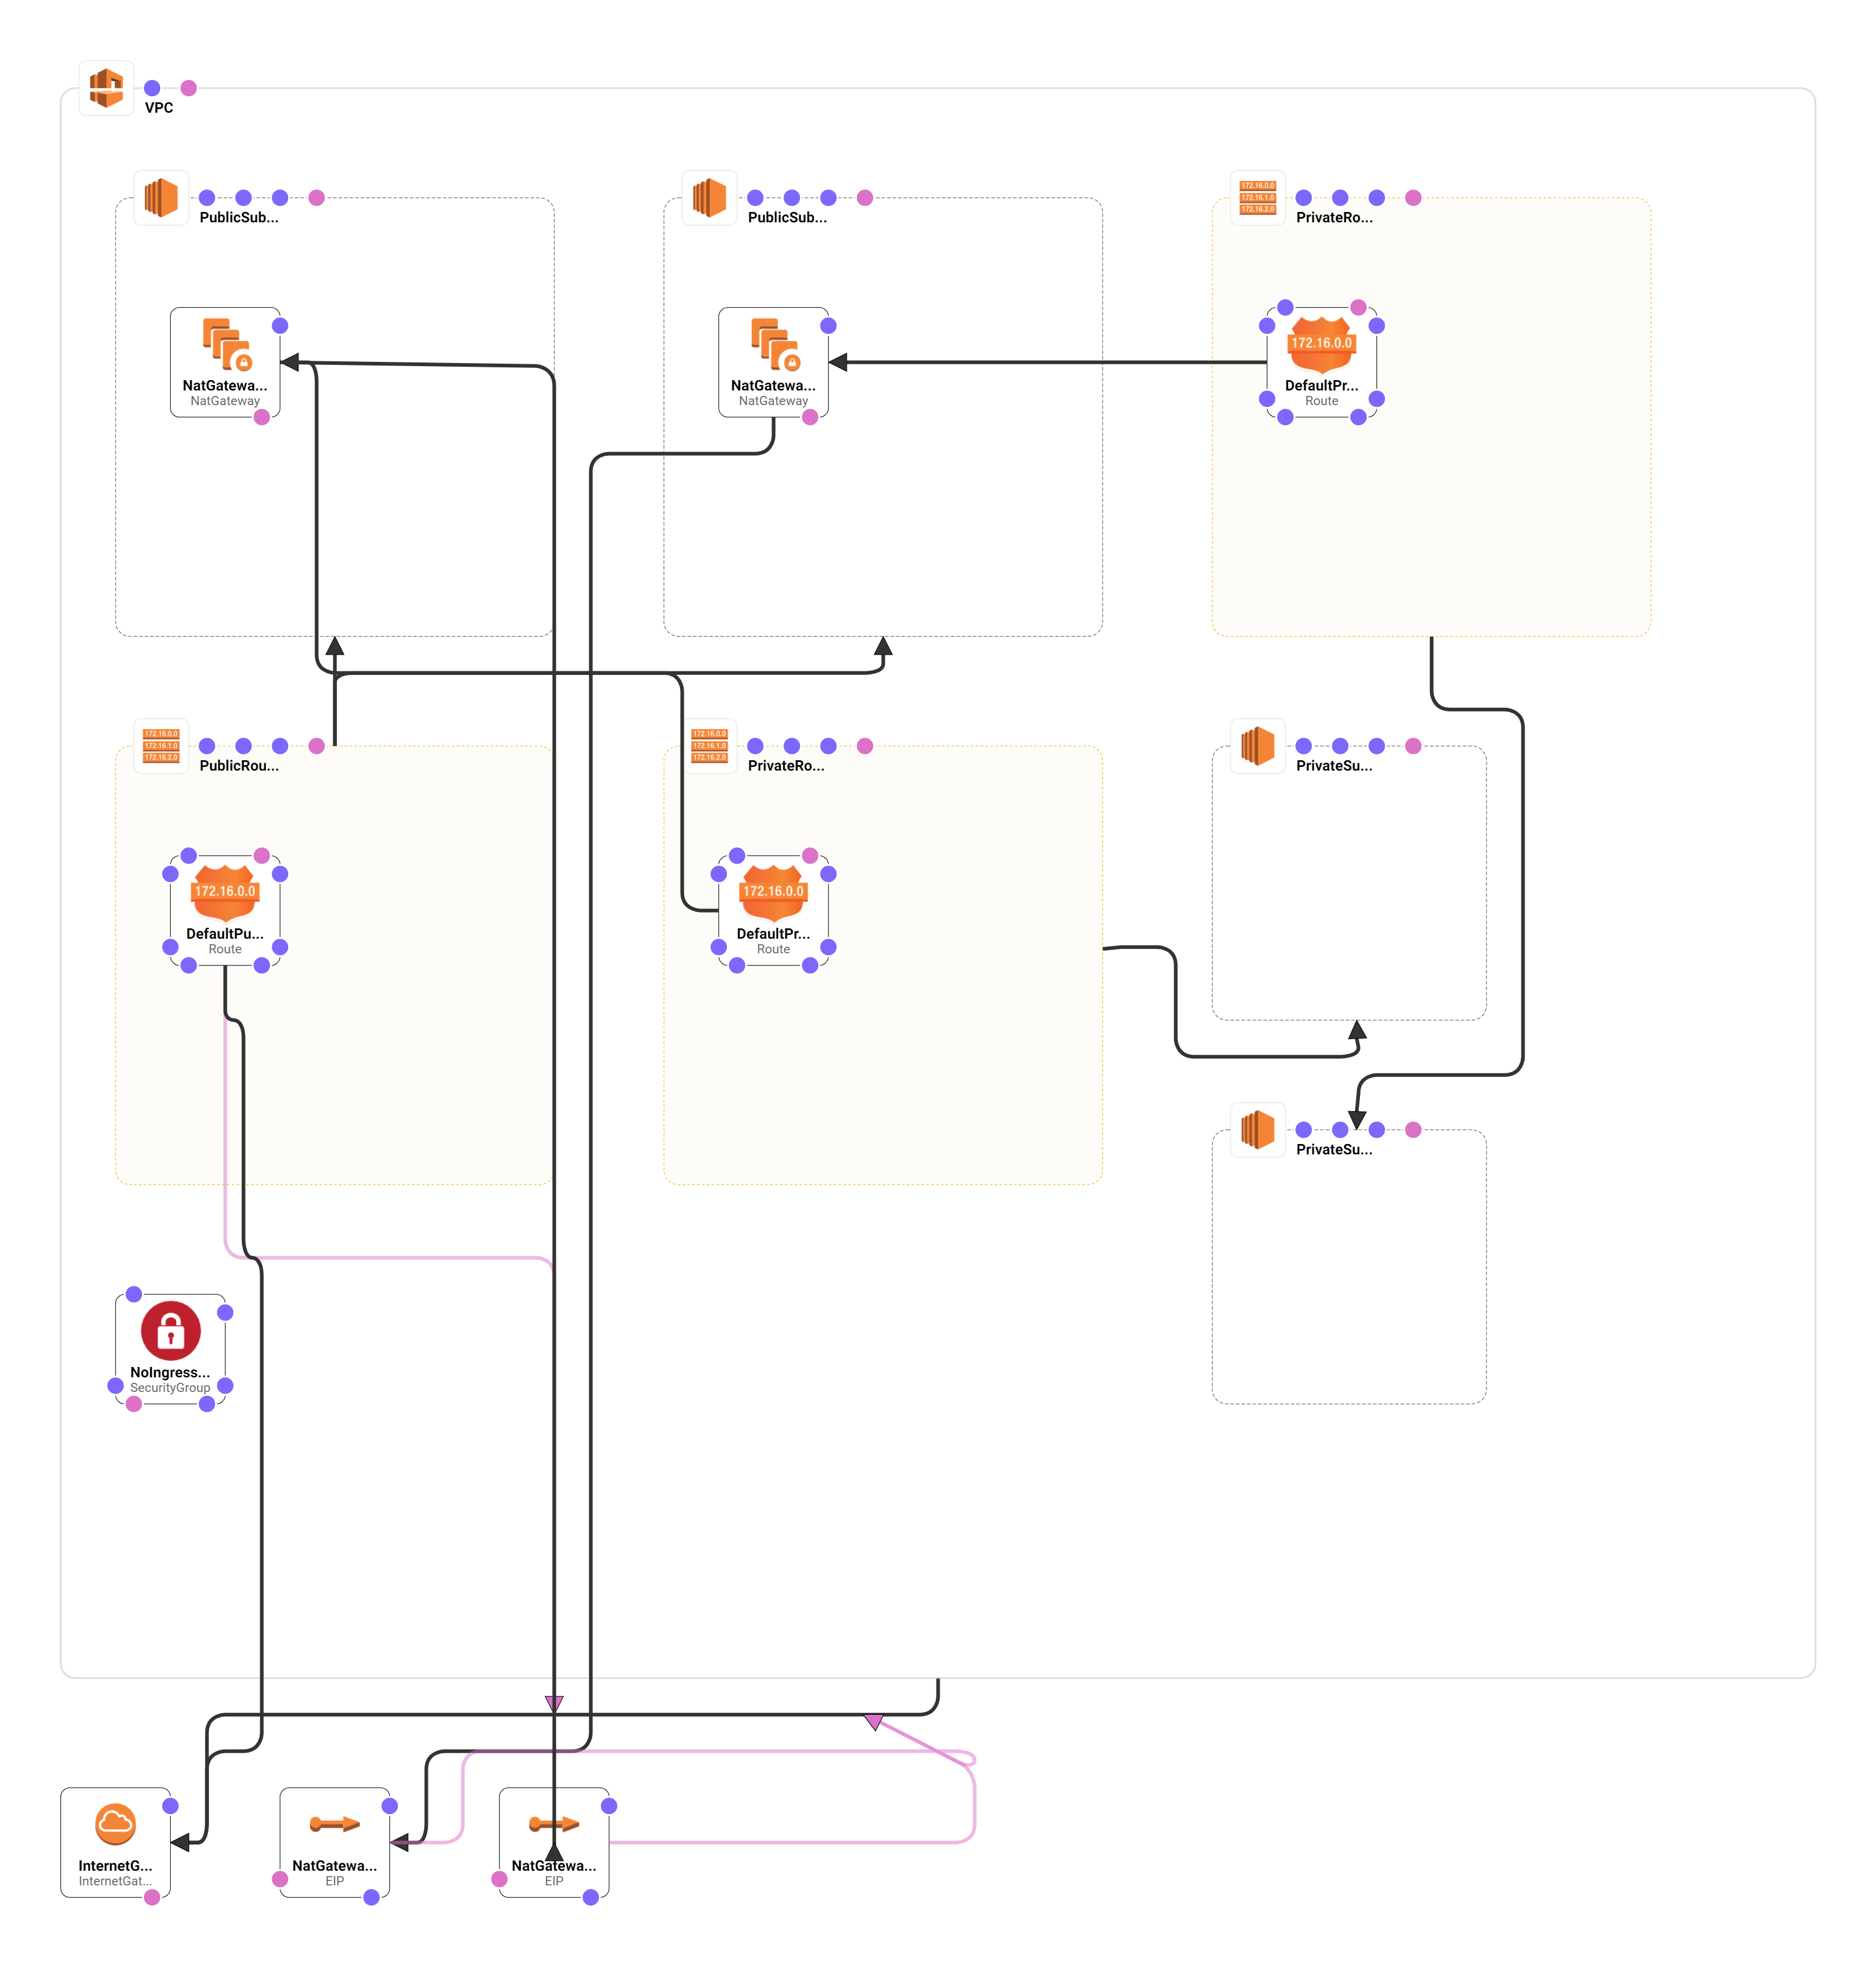 VPC
PublicSub...
PublicSub...
172.16.0.0
172.16.1.0
172.16.2.0
PrivateRo...
NatGatewa...
NatGateway
NatGatewa...
NatGateway
172.16.0.0
DefaultPr...
Route
172.16.0.0
172.16.1.0
172.16.2.0
PublicRou...
172.16.0.0
172.16.1.0
172.16.2.0
PrivateRo...
PrivateSu...
172.16.0.0
DefaultPu...
Route
172.16.0.0
DefaultPr...
Route
PrivateSu...
NoIngress...
SecurityGroup
InternetG...
InternetGat...
NatGatewa...
EIP
NatGatewa...
EIP